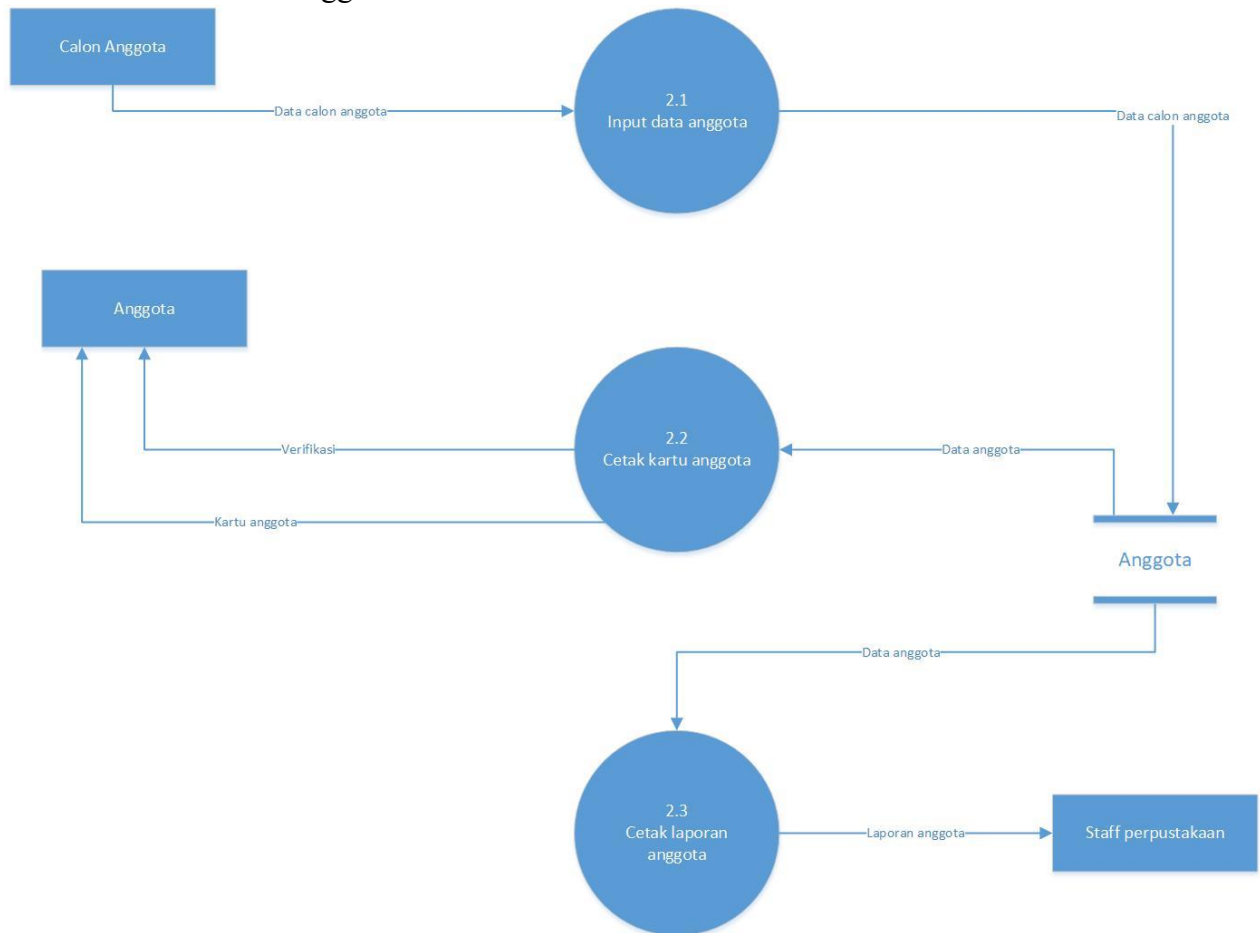 Calon Anggota
Data calon anggota
2.1
Input data anggota
Data calon anggota
Anggota
Verifikasi
2.2
Cetak kartu anggota
Data anggota
Kartu anggota
Anggota
Data anggota
2.3
Cetak laporan
anggota
Laporan anggota
Staff perpustakaan